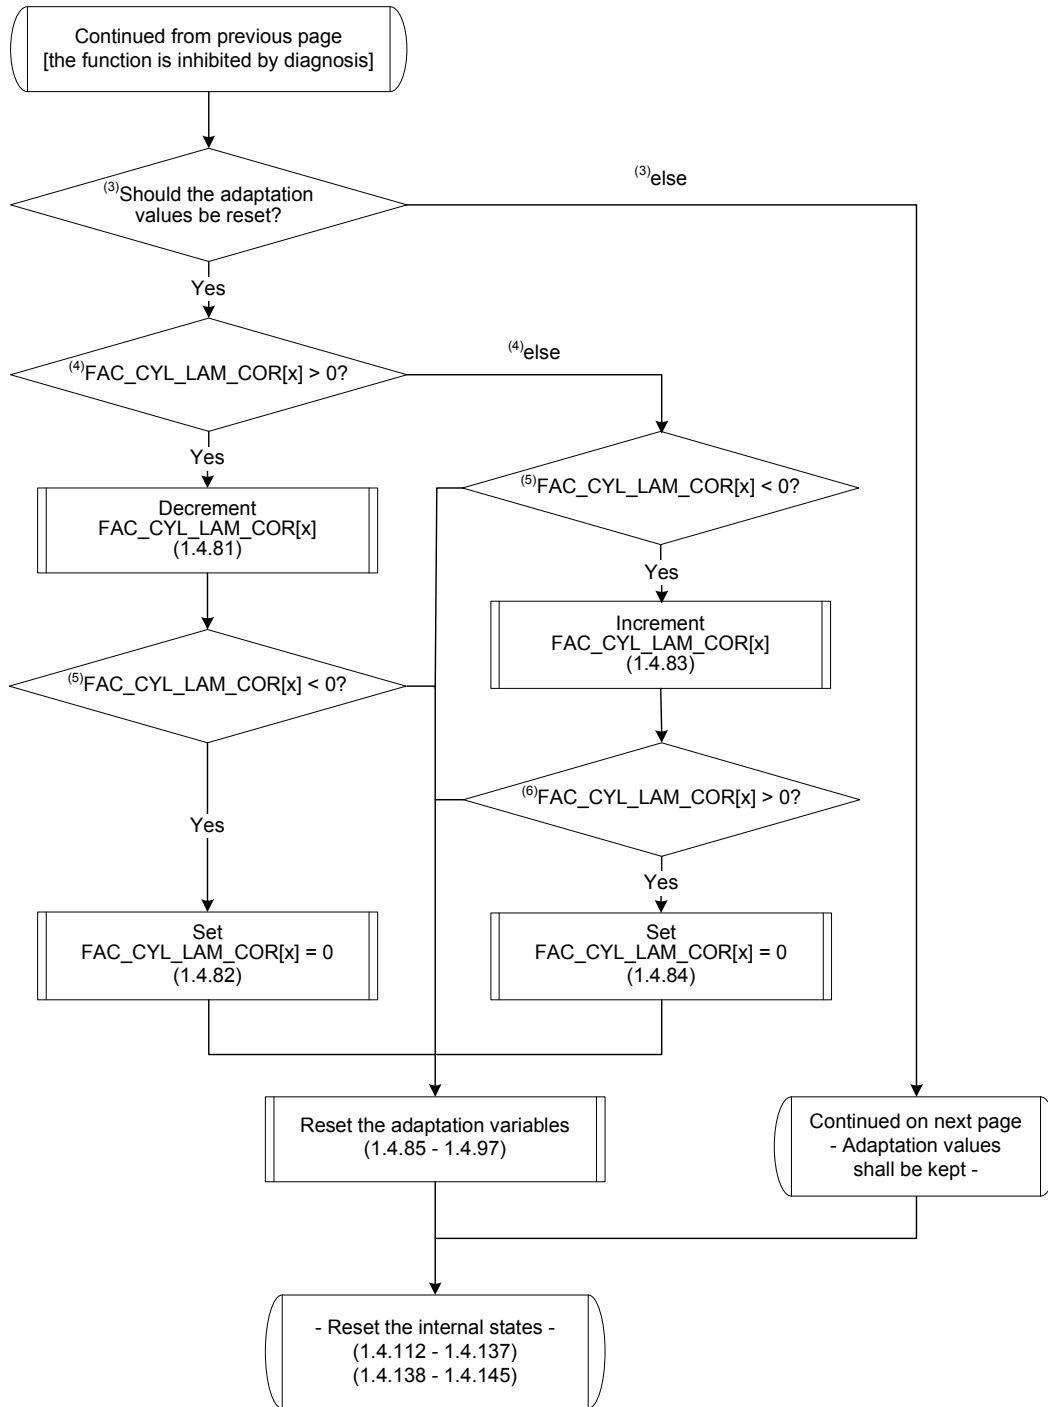 Continued from previous page
[the function is inhibited by diagnosis]
(3)Should the adaptation
values be reset?
(3)else
Yes
(4)FAC_CYL_LAM_COR[x] > 0?
(4)else
Yes
(5)FAC_CYL_LAM_COR[x] < 0?
Decrement
FAC_CYL_LAM_COR[x]
(1.4.81)
Yes
Increment
FAC_CYL_LAM_COR[x]
(1.4.83)
(5)FAC_CYL_LAM_COR[x] < 0?
(6)FAC_CYL_LAM_COR[x] > 0?
Yes
Yes
Set
FAC_CYL_LAM_COR[x] = 0
(1.4.82)
Set
FAC_CYL_LAM_COR[x] = 0
(1.4.84)
Reset the adaptation variables
(1.4.85 - 1.4.97)
Continued on next page
- Adaptation values
shall be kept -
- Reset the internal states -
(1.4.112 - 1.4.137)
(1.4.138 - 1.4.145)